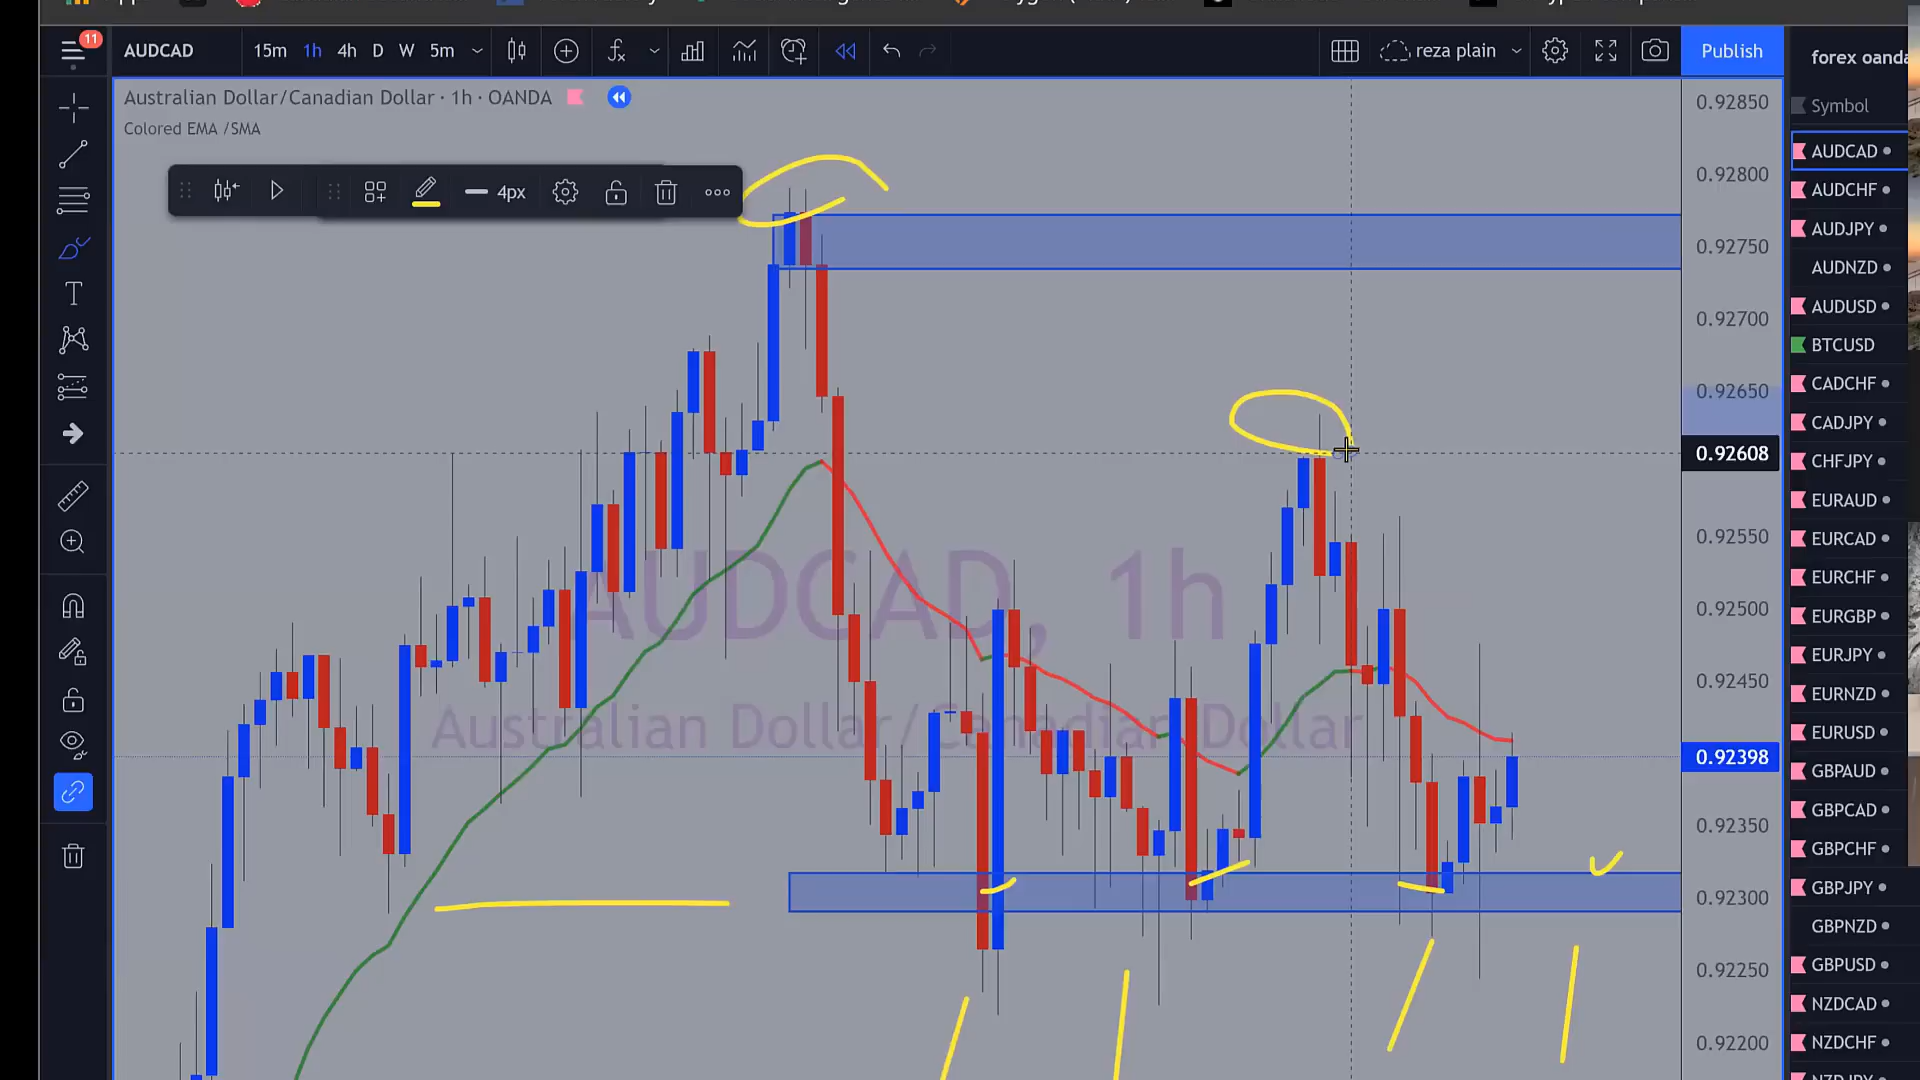 11
AUDCAD 15m 1h 4h D W 5m reza plain Publish
forex oanda
Australian Dollar/Canadian Dollar · 1h · OANDA
Colored EMA /SMA
4px
AUDCAD, 1h
Australian Dollar/Canadian Dollar
0.92850
0.92800
0.92750
0.92700
0.92650
0.92608
0.92550
0.92500
0.92450
0.92398
0.92350
0.92300
0.92250
0.92200
Symbol
AUDCAD
AUDCHF
AUDJPY
AUDNZD
AUDUSD
BTCUSD
CADCHF
CADJPY
CHFJPY
EURAUD
EURCAD
EURCHF
EURGBP
EURJPY
EURNZD
EURUSD
GBPAUD
GBPCAD
GBPCHF
GBPJPY
GBPNZD
GBPUSD
NZDCAD
NZDCHF